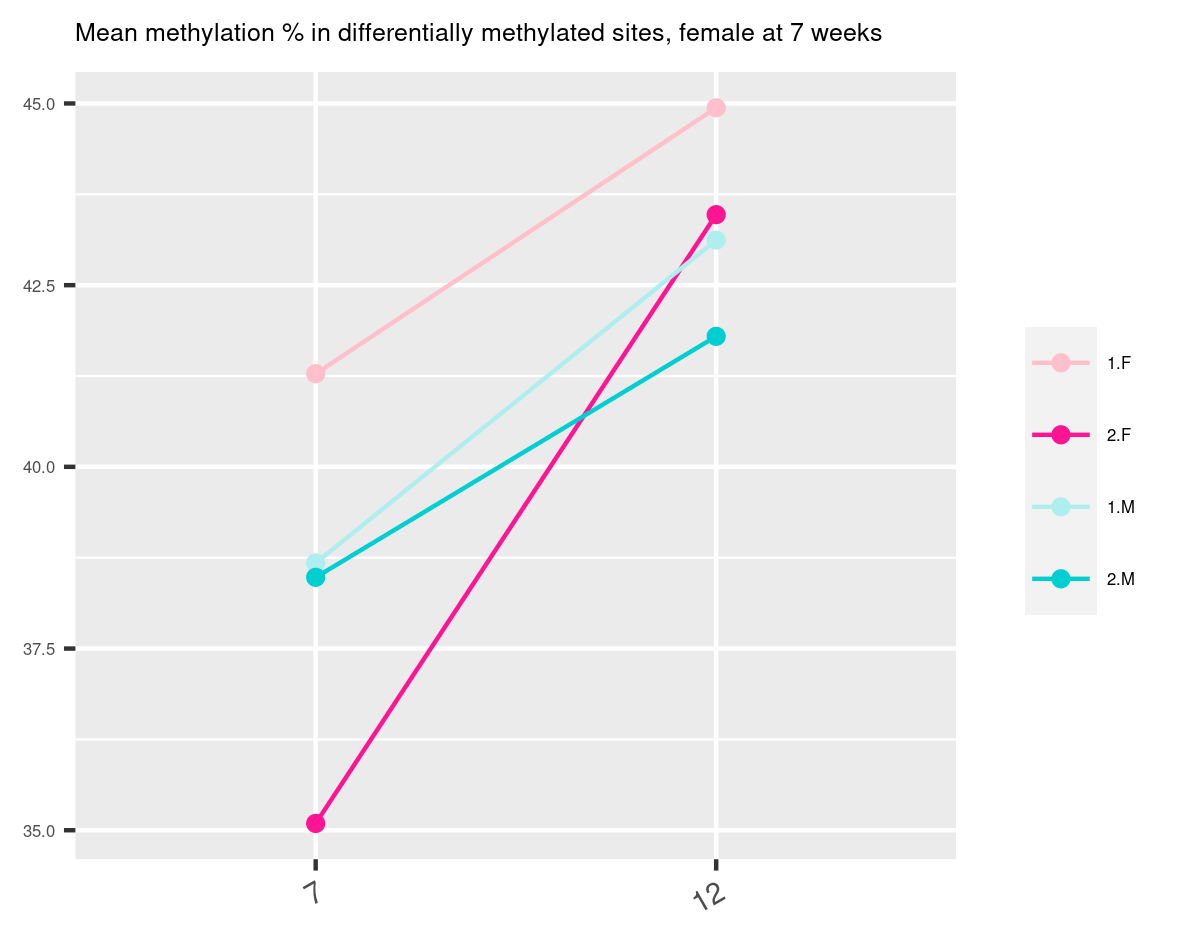 Mean methylation % in differentially methylated sites, female at 7 weeks
45.0
42.5
40.0
37.5
35.0
7
12
1.F
2.F
1.M
2.M